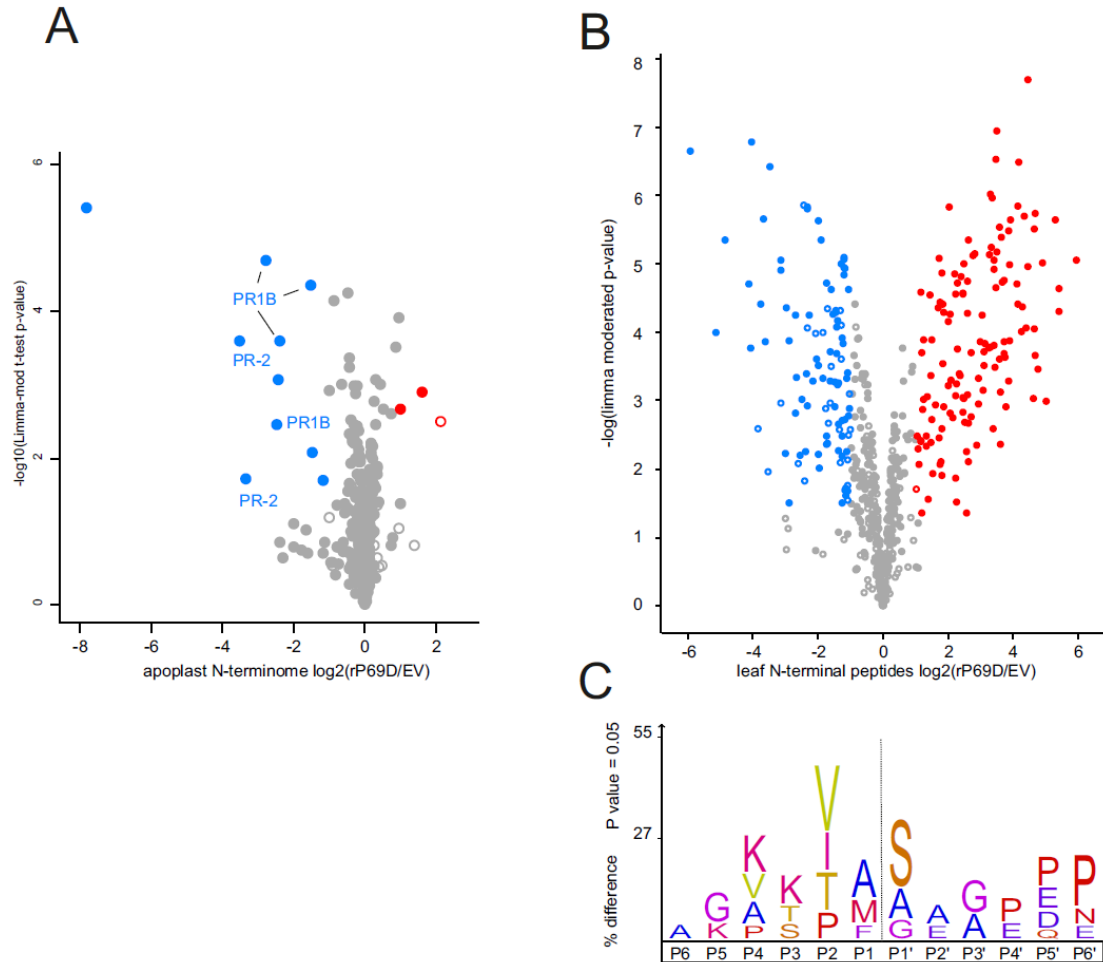 A
6
4
2
0
-log10(Limma-mod t-test p-value)
PR1B
PR-2
PR1B
PR-2
-8
-6
-4
-2
0
2
apoplast N-terminome log2(rP69D/EV)
B
8
7
6
5
4
3
2
1
0
-log(limma moderated p-value)
-6
-4
-2
0
2
4
6
leaf N-terminal peptides log2(rP69D/EV)
C
% difference P value = 0.05
55
27
A
G
K
K
V
A
P
K
T
S
V
I
T
P
A
M
F
S
A
G
A
E
G
A
P
E
P
E
D
Q
P
N
E
P6 P5 P4 P3 P2 P1 P1' P2' P3' P4' P5' P6'